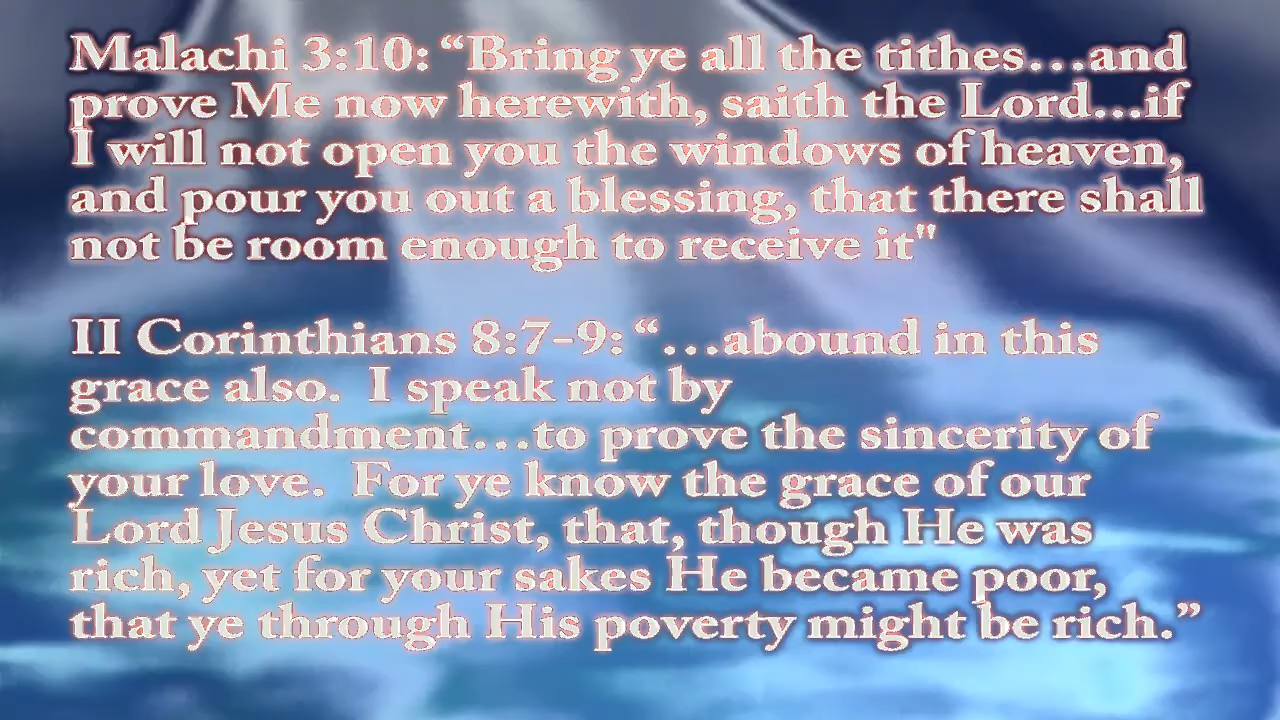 Malachi 3:10: “Bring ye all the tithes…and
prove Me now herewith, saith the Lord…if
I will not open you the windows of heaven,
and pour you out a blessing, that there shall
not be room enough to receive it"
II Corinthians 8:7-9: “…abound in this
grace also.  I speak not by
commandment…to prove the sincerity of
your love.  For ye know the grace of our
Lord Jesus Christ, that, though He was
rich, yet for your sakes He became poor,
that ye through His poverty might be rich.”